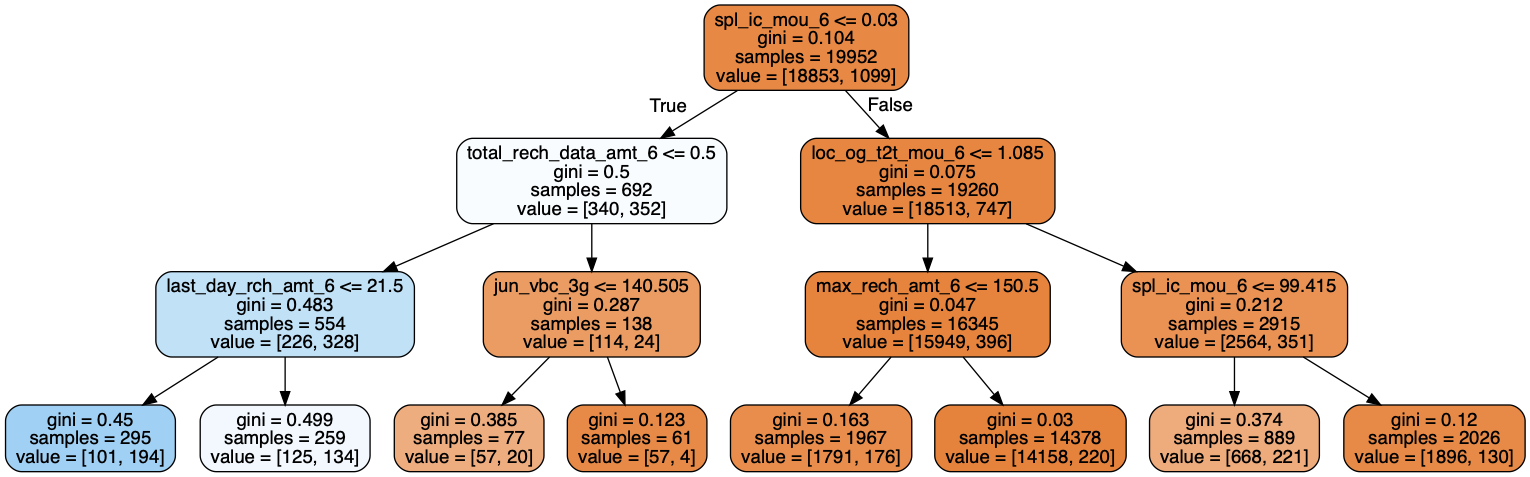 spl_ic_mou_6 <= 0.03
gini = 0.104
samples = 19952
value = [18853, 1099]
True
False
total_rech_data_amt_6 <= 0.5
gini = 0.5
samples = 692
value = [340, 352]
loc_og_t2t_mou_6 <= 1.085
gini = 0.075
samples = 19260
value = [18513, 747]
last_day_rch_amt_6 <= 21.5
gini = 0.483
samples = 554
value = [226, 328]
jun_vbc_3g <= 140.505
gini = 0.287
samples = 138
value = [114, 24]
max_rech_amt_6 <= 150.5
gini = 0.047
samples = 16345
value = [15949, 396]
spl_ic_mou_6 <= 99.415
gini = 0.212
samples = 2915
value = [2564, 351]
gini = 0.45
samples = 295
value = [101, 194]
gini = 0.499
samples = 259
value = [125, 134]
gini = 0.385
samples = 77
value = [57, 20]
gini = 0.123
samples = 61
value = [57, 4]
gini = 0.163
samples = 1967
value = [1791, 176]
gini = 0.03
samples = 14378
value = [14158, 220]
gini = 0.374
samples = 889
value = [668, 221]
gini = 0.12
samples = 2026
value = [1896, 130]